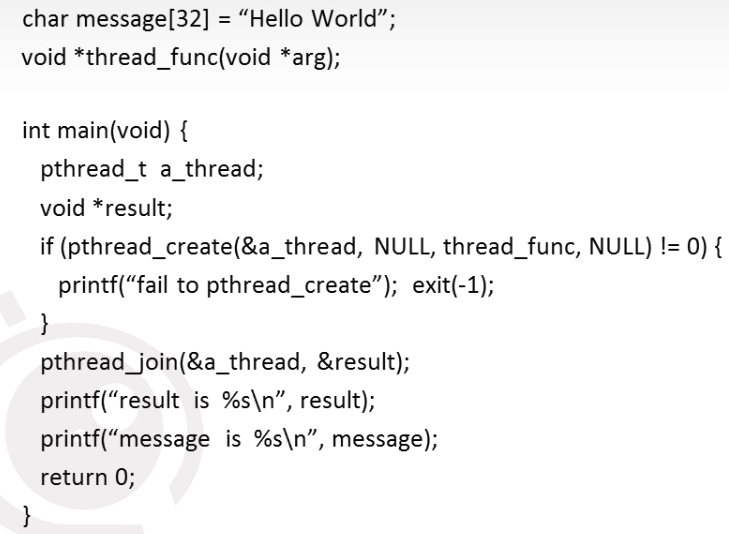 char message[32] = “Hello World”;
void *thread_func(void *arg);
int main(void) {
pthread_t a_thread;
void *result;
if (pthread_create(&a_thread, NULL, thread_func, NULL) != 0) {
printf(“fail to pthread_create”); exit(-1);
}
pthread_join(&a_thread, &result);
printf(“result is %s\n”, result);
printf(“message is %s\n”, message);
return 0;
}